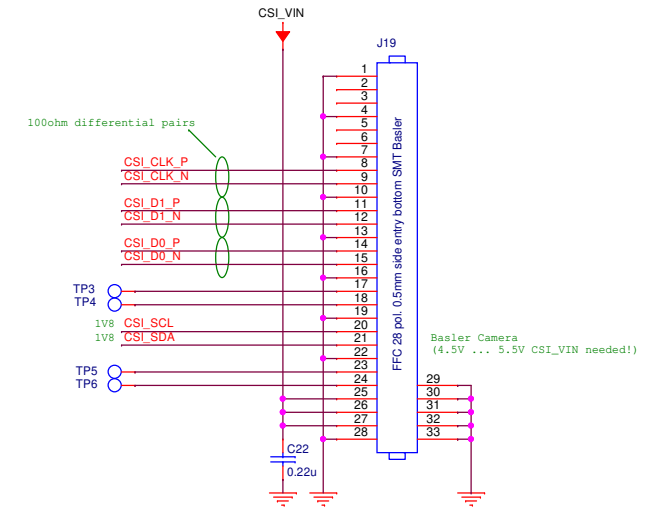 CSI_VIN
J19
100ohm differential pairs
1
2
3
4
5
6
7
CSI_CLK_P 8
CSI_CLK_N 9
10
CSI_D1_P 11
CSI_D1_N 12
13
CSI_D0_P 14
CSI_D0_N 15
16
TP3 17
TP4 18
19
1V8 CSI_SCL 20
1V8 CSI_SDA 21
22
TP5 23
TP6 24
25
26
27
28
FFC 28 pol. 0.5mm side entry bottom SMT Basler
Basler Camera
(4.5V ... 5.5V CSI_VIN needed!)
29
30
31
32
33
C22
0.22u